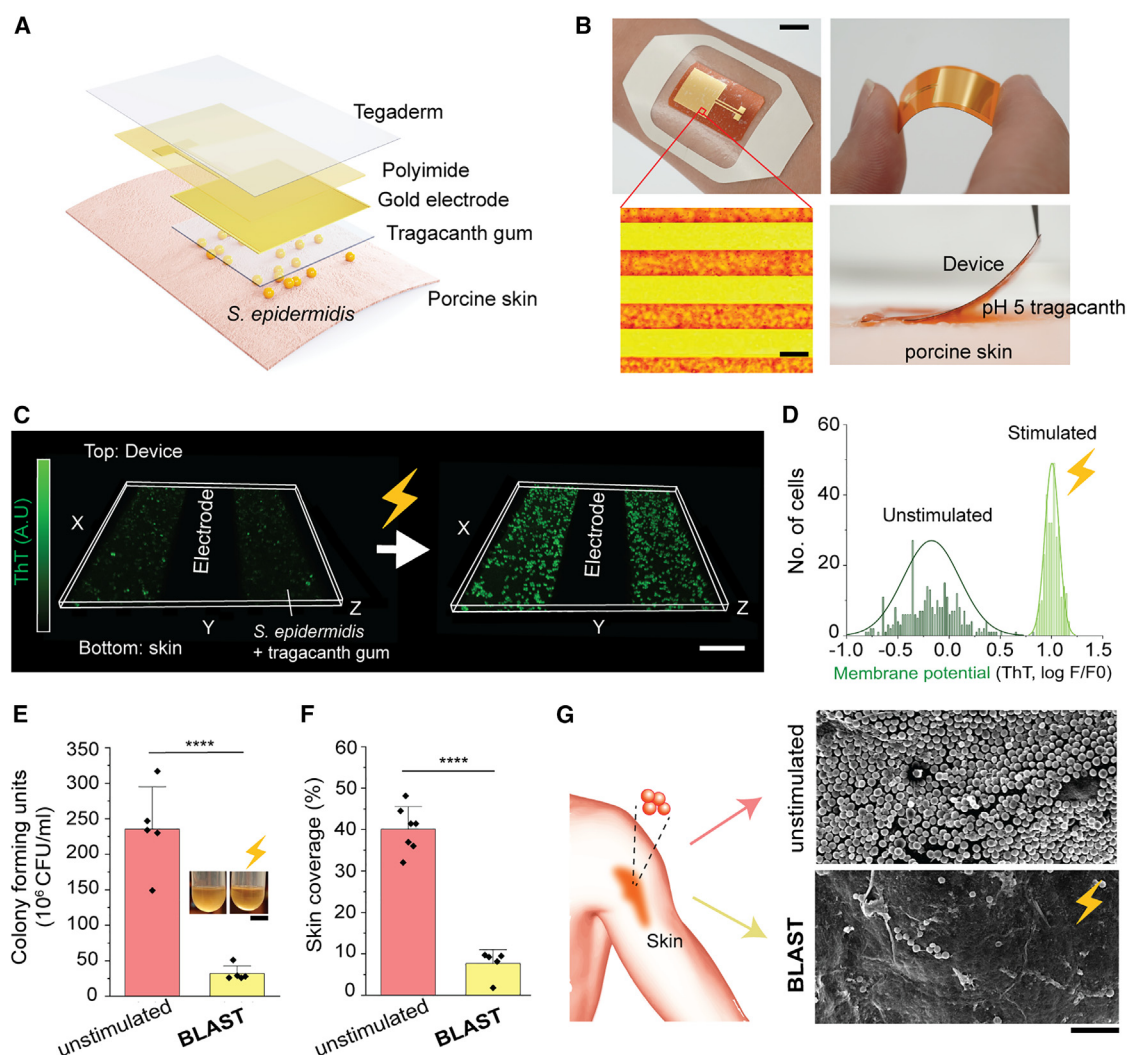 A
Tegaderm
Polyimide
Gold electrode
Tragacanth gum
Porcine skin
S. epidermidis
B
Device
pH 5 tragacanth
porcine skin
C
Top: Device
ThT (A.U)
X
Electrode
Y
Z
Bottom: skin
S. epidermidis
+ tragacanth gum
X
Electrode
Y
Z
D
No. of cells
60
40
20
0
Unstimulated
Stimulated
-1.0
-0.5
0.0
0.5
1.0
1.5
Membrane potential (ThT, log F/F0)
E
Colony forming units
(10⁶ CFU/ml)
350
300
250
200
150
100
50
0
****
unstimulated
BLAST
F
Skin coverage (%)
60
50
40
30
20
10
0
****
unstimulated
BLAST
G
Skin
unstimulated
BLAST